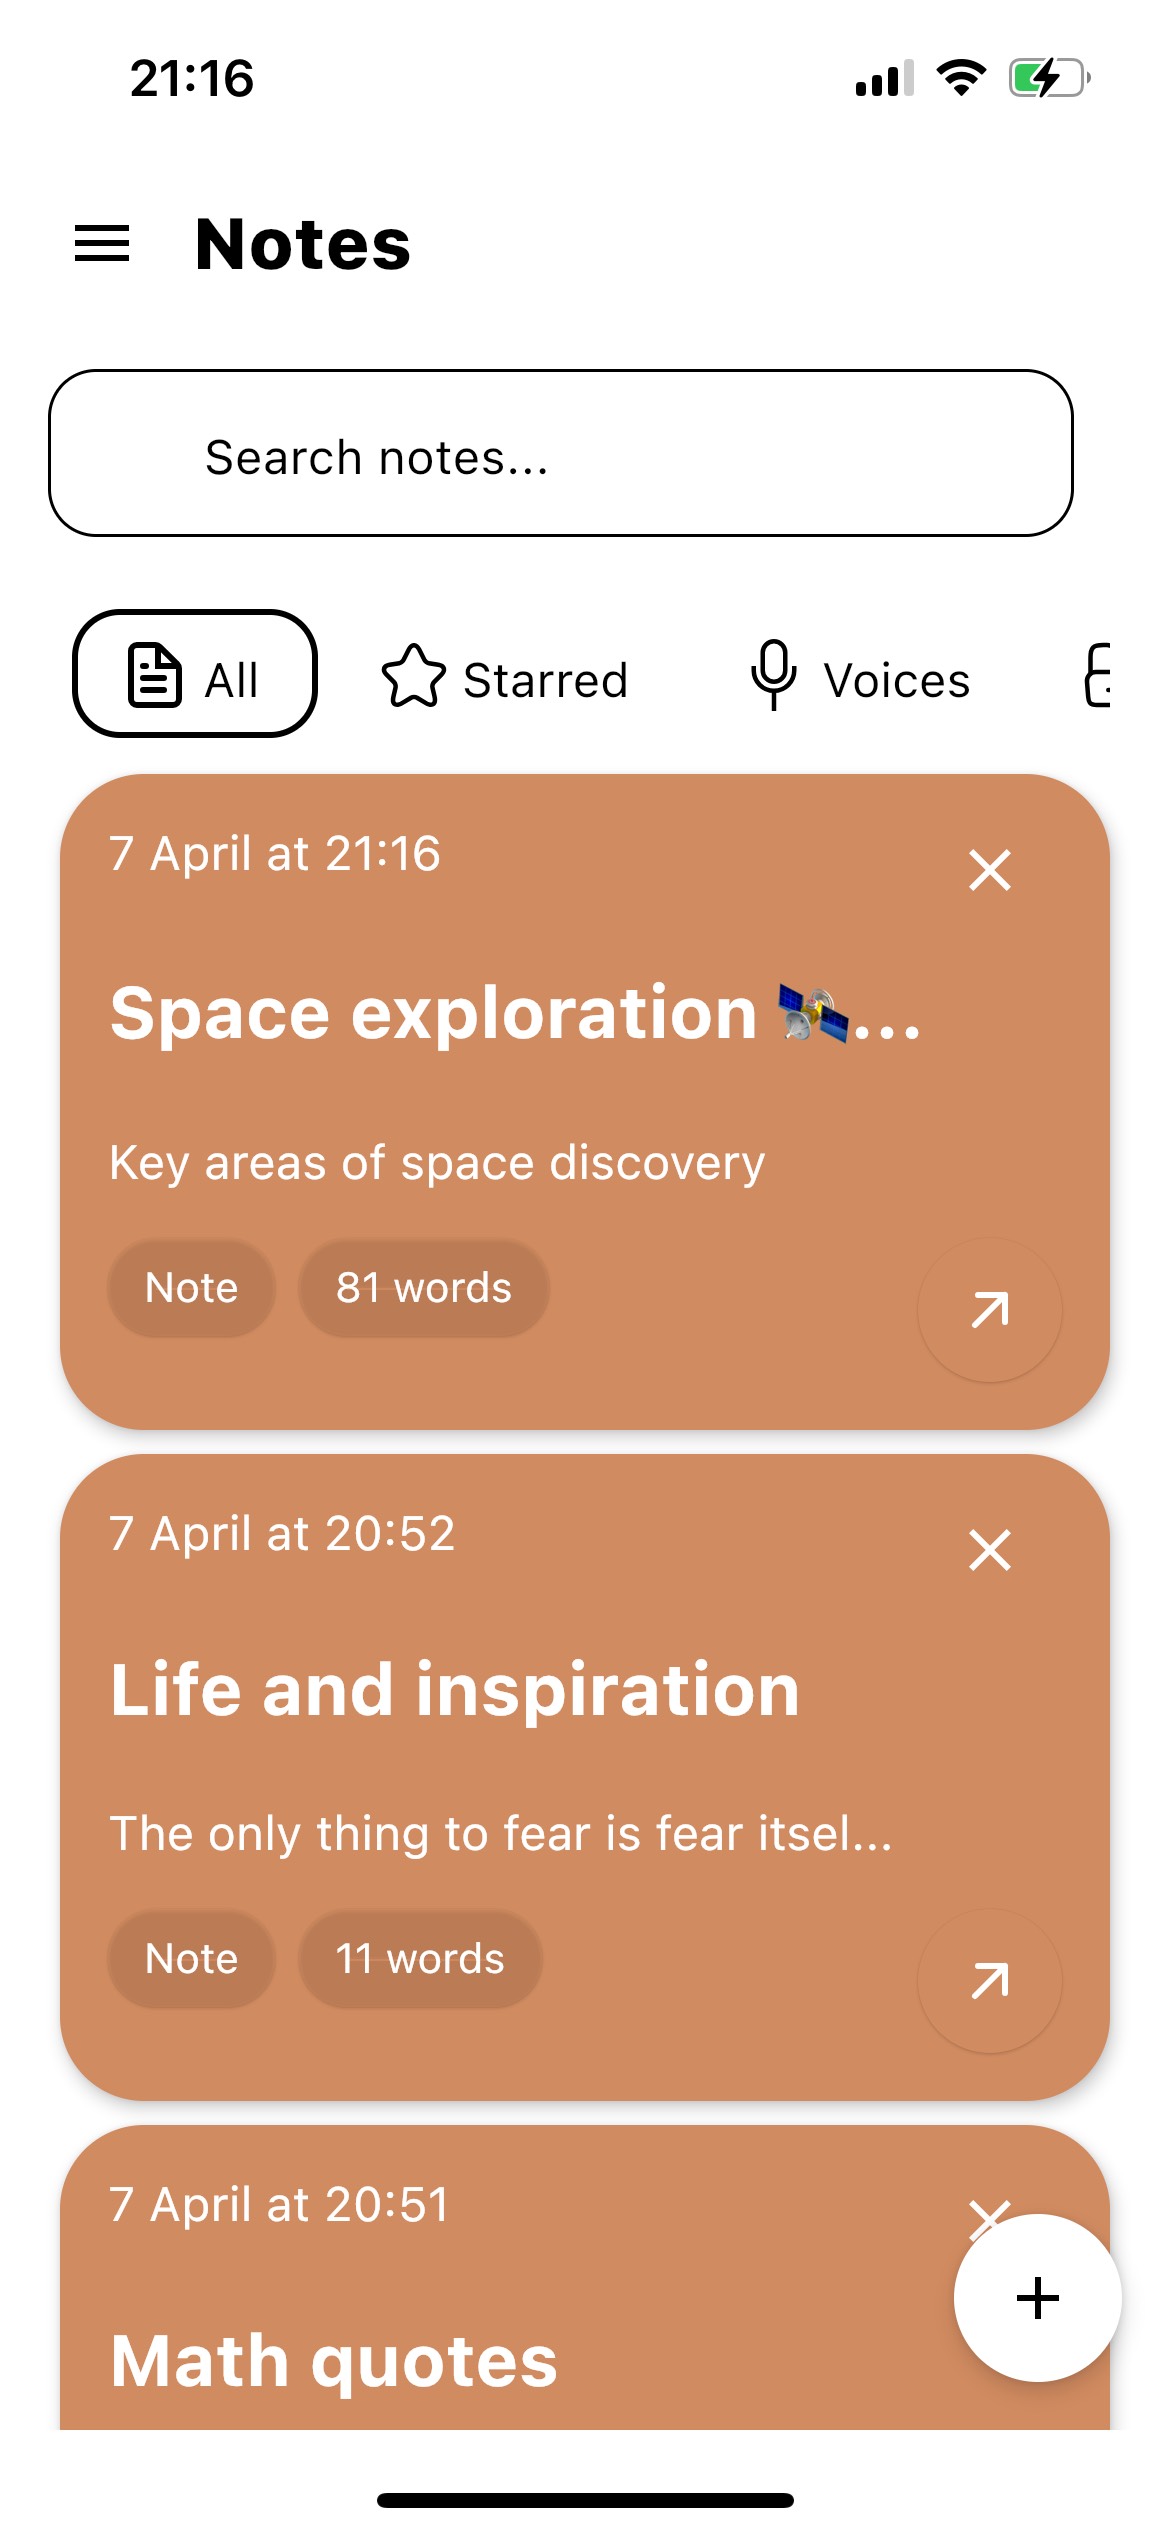 21:16
Notes
Search notes...
All
Starred
Voices
7 April at 21:16
Space exploration 🛰️...
Key areas of space discovery
Note
81 words
7 April at 20:52
Life and inspiration
The only thing to fear is fear itsel...
Note
11 words
7 April at 20:51
Math quotes